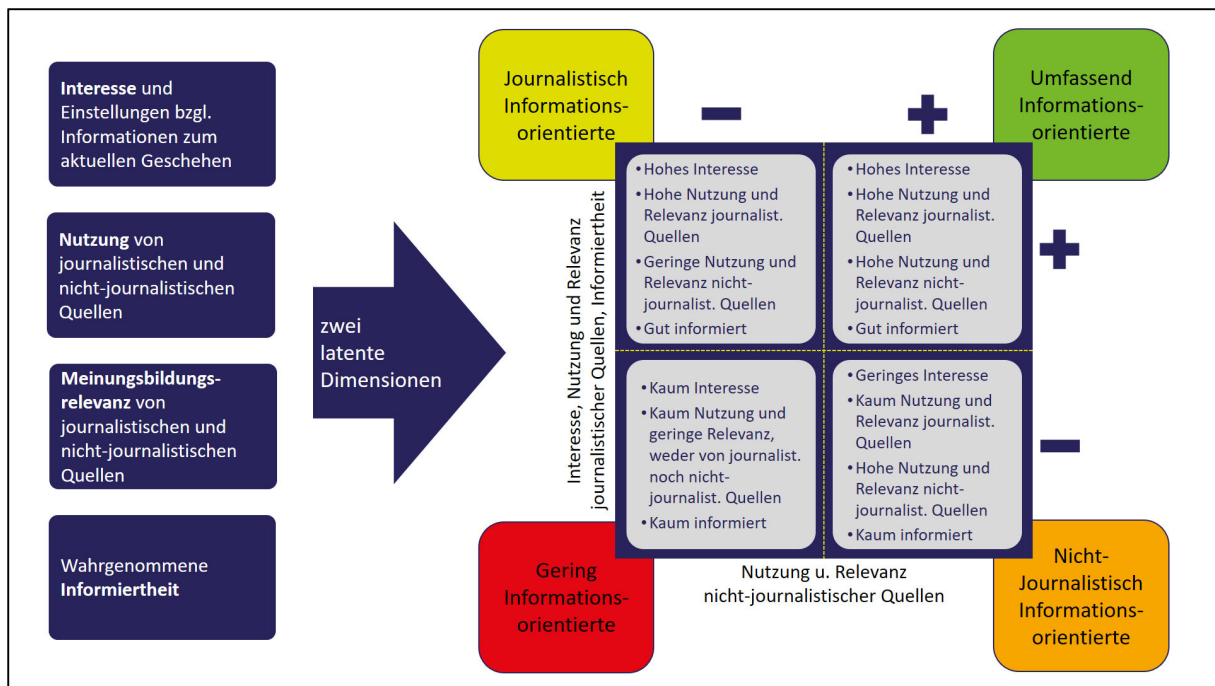 Interesse und
Einstellungen bzgl.
Informationen zum
aktuellen Geschehen
Nutzung von
journalistischen und
nicht-journalistischen
Quellen
Meinungsbildungs-
relevanz von
journalistischen und
nicht-journalistischen
Quellen
Wahrgenommene
Informiertheit
zwei
latente
Dimensionen
Journalistisch
Informations-
orientierte
−
+
Umfassend
Informations-
orientierte
Interesse, Nutzung und Relevanz
journalistischer Quellen, Informiertheit
•Hohes Interesse
•Hohe Nutzung und
Relevanz journalist.
Quellen
•Geringe Nutzung und
Relevanz nicht-
journalist. Quellen
•Gut informiert
•Hohes Interesse
•Hohe Nutzung und
Relevanz journalist.
Quellen
•Hohe Nutzung und
Relevanz nicht-
journalist. Quellen
•Gut informiert
+
•Kaum Interesse
•Kaum Nutzung und
geringe Relevanz,
weder von journalist.
noch nicht-
journalist. Quellen
•Kaum informiert
•Geringes Interesse
•Kaum Nutzung und
Relevanz journalist.
Quellen
•Hohe Nutzung und
Relevanz nicht-
journalist. Quellen
•Kaum informiert
−
Gering
Informations-
orientierte
Nutzung u. Relevanz
nicht-journalistischer Quellen
Nicht-
Journalistisch
Informations-
orientierte